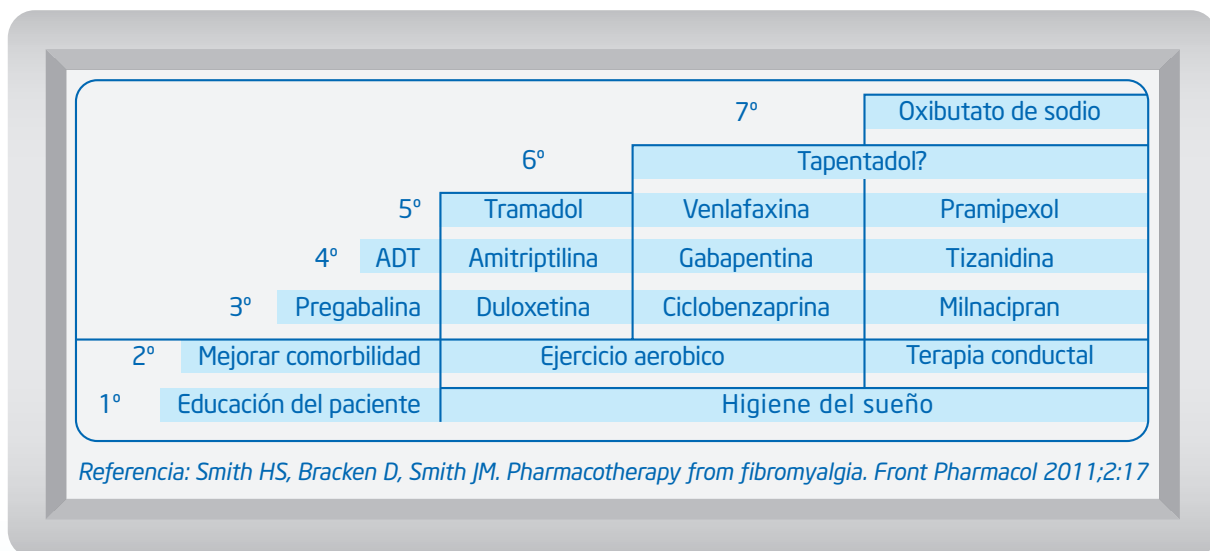 7º Oxibutato de sodio
6º Tapentadol?
5º Tramadol Venlafaxina Pramipexol
4º ADT Amitriptilina Gabapentina Tizanidina
3º Pregabalina Duloxetina Ciclobenzaprina Milnacipran
2º Mejorar comorbilidad Ejercicio aerobico Terapia conductal
1º Educación del paciente Higiene del sueño
Referencia: Smith HS, Bracken D, Smith JM. Pharmacotherapy from fibromyalgia. Front Pharmacol 2011;2:17